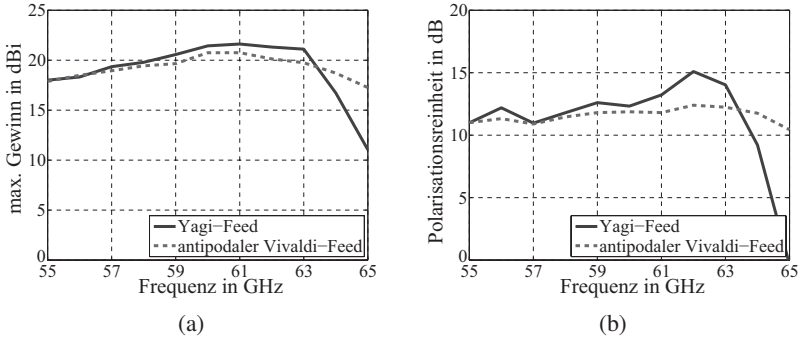 25
20
15
10
5
0
max. Gewinn in dBi
Yagi−Feed
antipodaler Vivaldi−Feed
55 57 59 61 63 65
Frequenz in GHz
(a)
20
15
10
5
0
Polarisationsreinheit in dB
Yagi−Feed
antipodaler Vivaldi−Feed
55 57 59 61 63 65
Frequenz in GHz
(b)